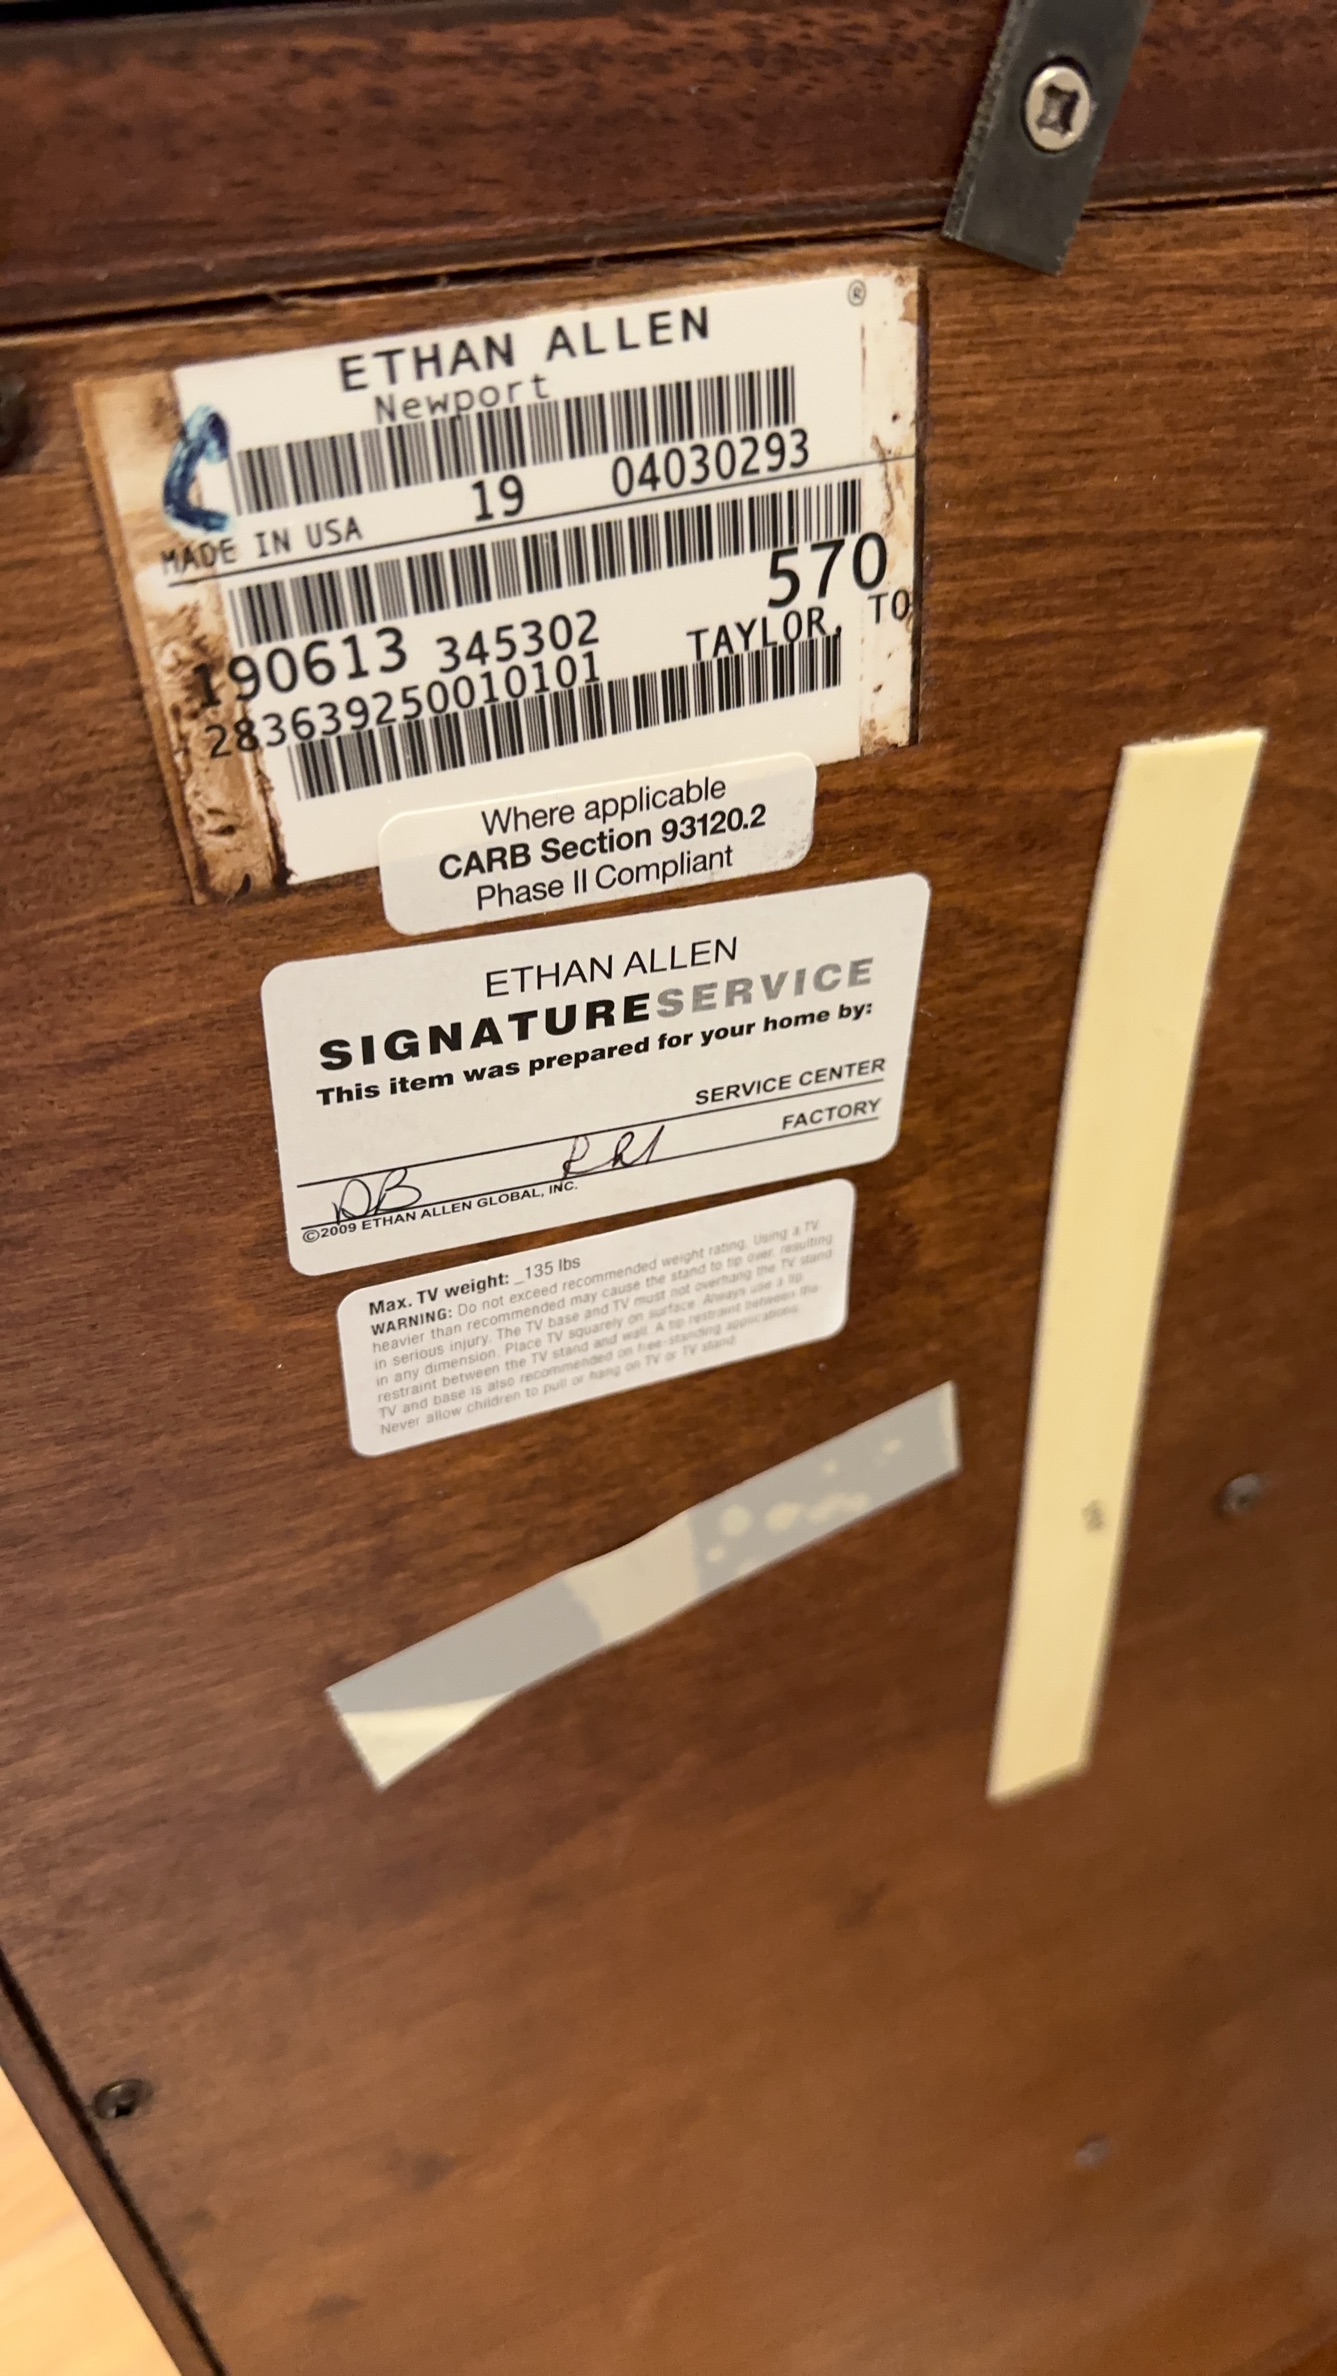 ETHAN ALLEN ®
Newport
19 04030293
MADE IN USA
570
190613 345302 TAYLOR, TO
283639250010101
Where applicable
CARB Section 93120.2
Phase II Compliant
ETHAN ALLEN
SIGNATURESERVICE
This item was prepared for your home by:
SERVICE CENTER
FACTORY
DB
©2009 ETHAN ALLEN GLOBAL, INC.
Max. TV weight: _135 lbs
WARNING: Do not exceed recommended weight rating. Using a TV
heavier than recommended may cause the stand to tip over, resulting
in serious injury. The TV base and TV must not overhang the TV stand
in any dimension. Place TV squarely on surface. Always use a tip
restraint between the TV stand and wall. A tip restraint between the
TV and base is also recommended on free-standing applications.
Never allow children to pull or hang on TV or TV stand.